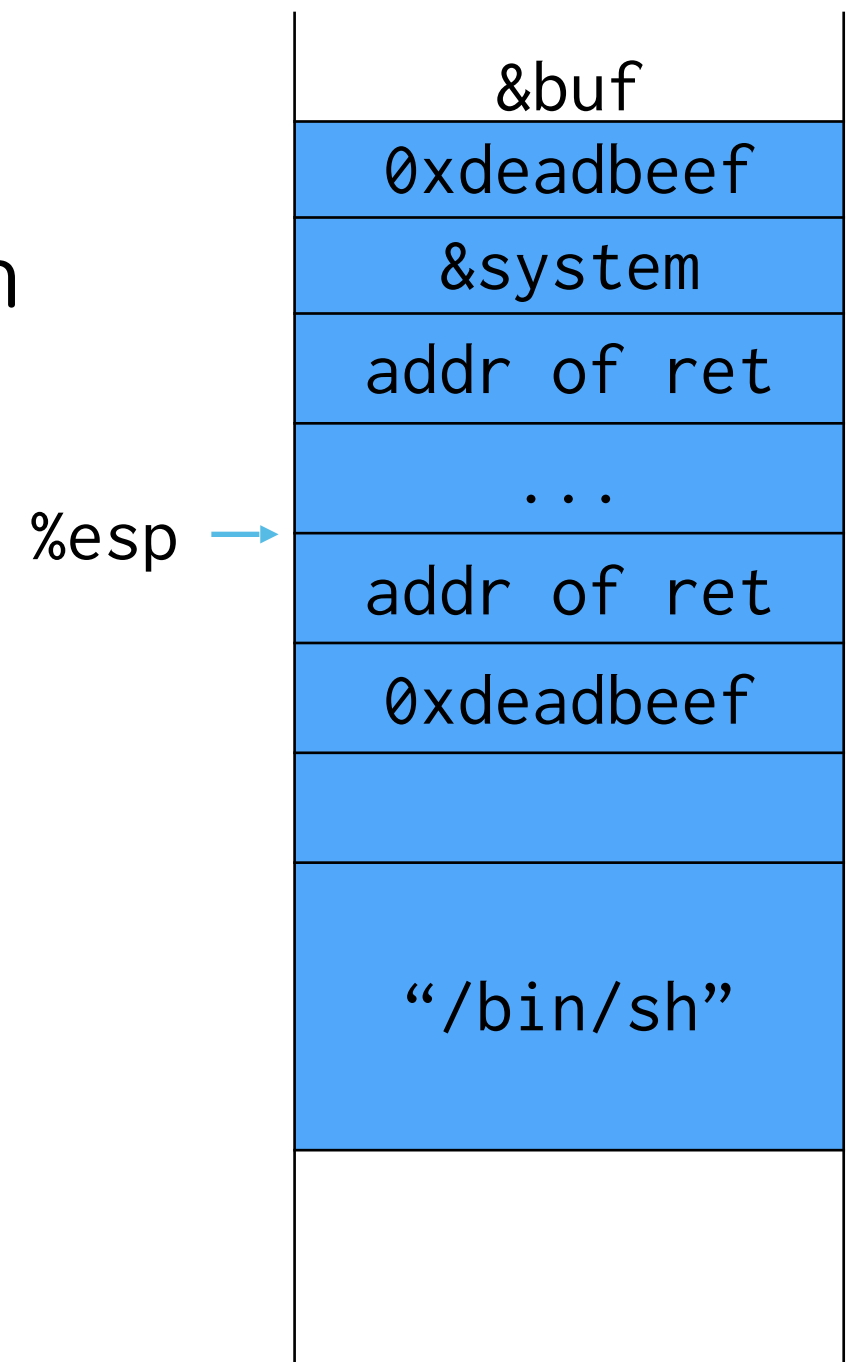 &buf
0xdeadbeef
n
&system
addr of ret
...
%esp
addr of ret
0xdeadbeef
“/bin/sh”